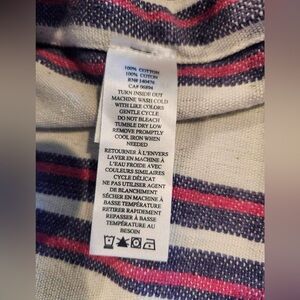 100% COTTON
100% COTON
RN# 140476
CA# 06894
TURN INSIDE OUT
MACHINE WASH COLD
WITH LIKE COLORS
GENTLE CYCLE
DO NOT BLEACH
TUMBLE DRY LOW
REMOVE PROMPTLY
COOL IRON WHEN
NEEDED
RETOURNER À L'ENVERS
LAVER EN MACHINE À
L'EAU FROIDE AVEC
COULEURS SIMILAIRES
CYCLE DÉLICAT
NE PAS UTILISER AGENT
DE BLANCHIMENT
SÉCHER EN MACHINE À
BASSE TEMPÉRATURE
RETIRER RAPIDEMENT
REPASSER À BASSE
TEMPÉRATURE AU
BESOIN